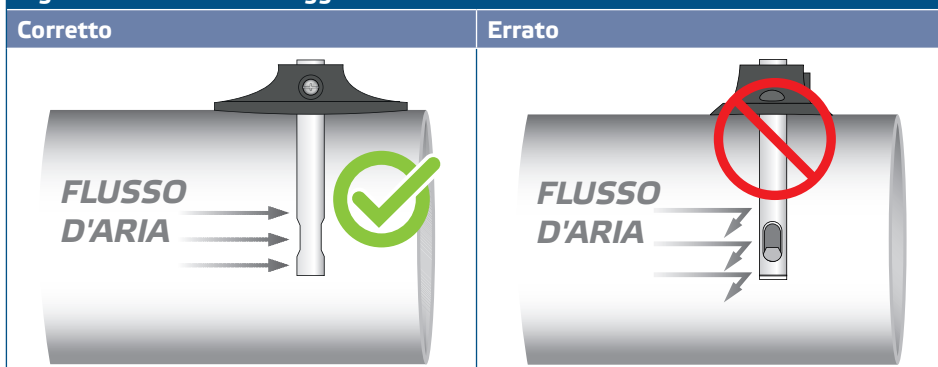 Corretto
Errato
FLUSSO
D'ARIA
FLUSSO
D'ARIA